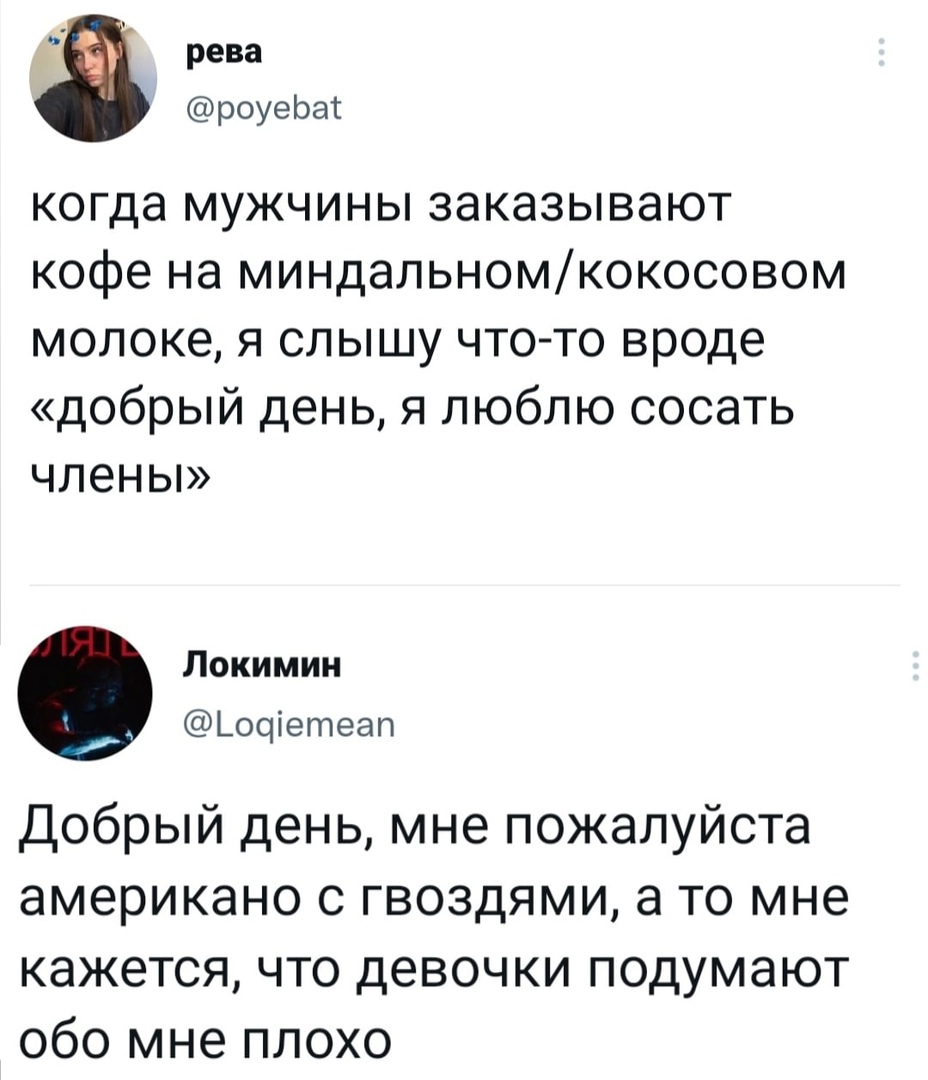 рева
@poyebat
когда мужчины заказывают
кофе на миндальном/кокосовом
молоке, я слышу что-то вроде
«добрый день, я люблю сосать
члены»
ЛЯТЬ
Локимин
@Loqiemean
Добрый день, мне пожалуйста
американо с гвоздями, а то мне
кажется, что девочки подумают
обо мне плохо